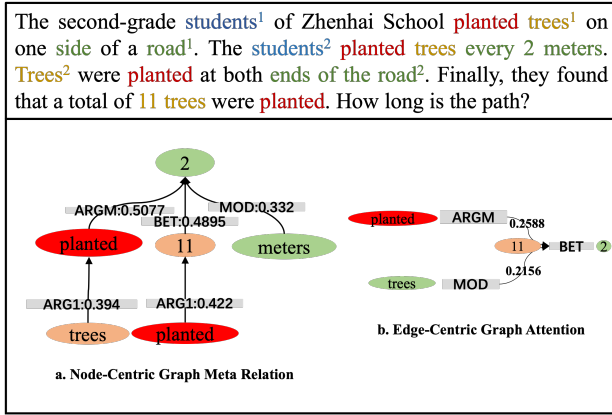 The second-grade students¹ of Zhenhai School planted trees¹ on
one side of a road¹. The students² planted trees every 2 meters.
Trees² were planted at both ends of the road². Finally, they found
that a total of 11 trees were planted. How long is the path?
2
ARGM:0.5077
MOD:0.332
BET:0.4895
planted
11
meters
ARG1:0.394
ARG1:0.422
trees
planted
a. Node-Centric Graph Meta Relation
planted
ARGM
0.2588
11
BET
2
0.2156
trees
MOD
b. Edge-Centric Graph Attention